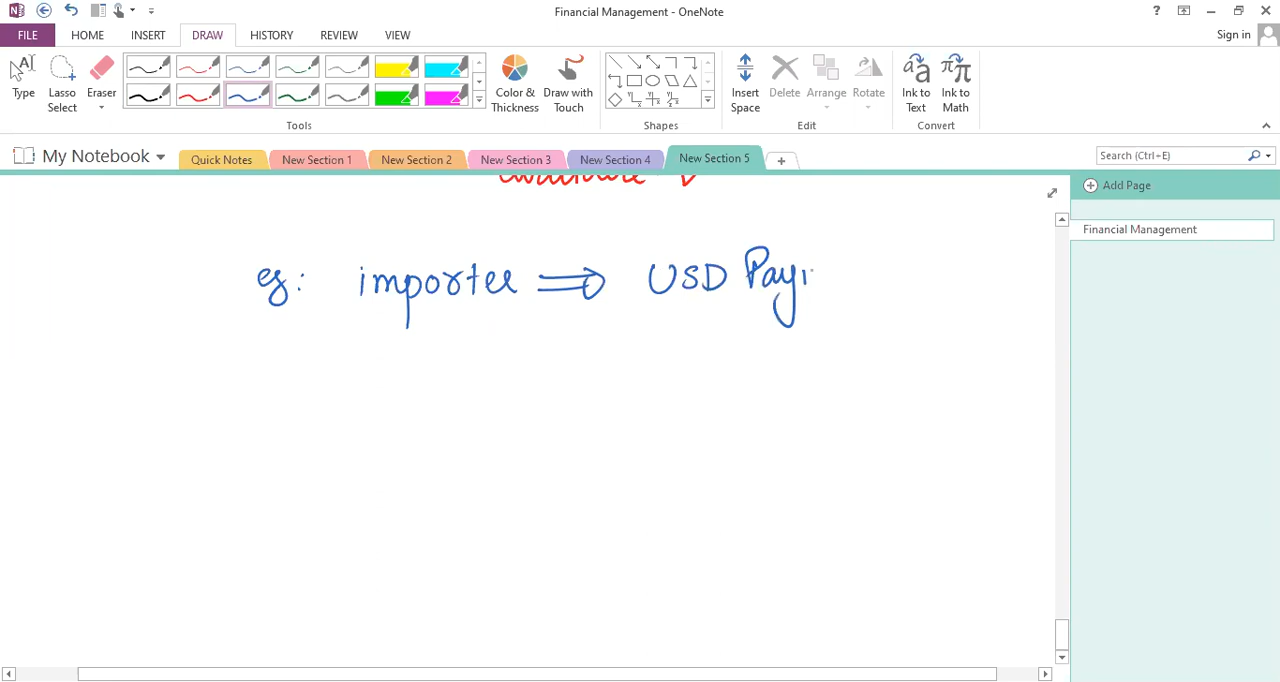 Financial Management - OneNote
?
Sign in
FILE HOME INSERT DRAW HISTORY REVIEW VIEW
Type Lasso Select Eraser Color & Thickness Draw with Touch Insert Space Delete Arrange Rotate Ink to Text Ink to Math
Tools Shapes Edit Convert
My Notebook Quick Notes New Section 1 New Section 2 New Section 3 New Section 4 New Section 5 Search (Ctrl+E)
Add Page
Financial Management
eg: importer ⇒ USD